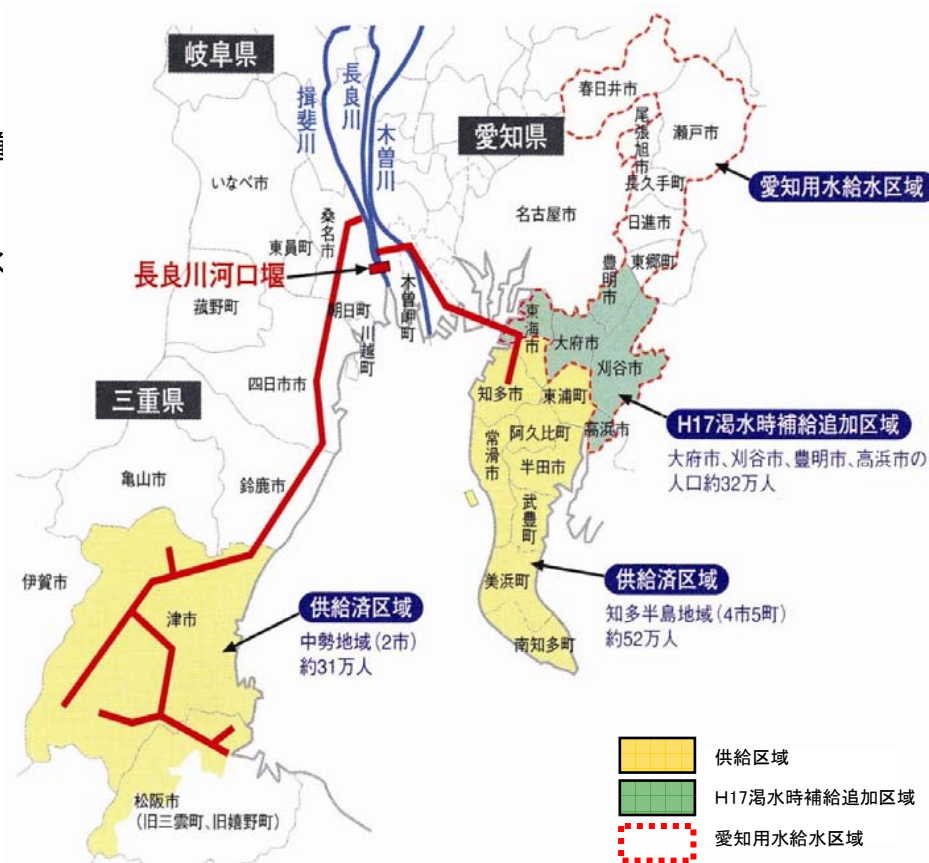 岐阜県
揖斐川
長良川
木曽川
愛知県
春日井市
尾張旭市
瀬戸市
長久手町
愛知用水給水区域
日進市
名古屋市
東郷町
豊明市
いなべ市
桑名市
東員町
長良川河口堰
木曽岬町
菰野町
朝日町
川越町
東海市
大府市
刈谷市
四日市市
知多市
東浦町
高浜市
H17渇水時補給追加区域
大府市、刈谷市、豊明市、高浜市の
人口約32万人
三重県
常滑市
阿久比町
半田市
亀山市
鈴鹿市
武豊町
伊賀市
美浜町
供給済区域
知多半島地域(4市5町)
約52万人
津市
供給済区域
中勢地域(2市)
約31万人
南知多町
松阪市
(旧三雲町、旧嬉野町)
供給区域
H17渇水時補給追加区域
愛知用水給水区域